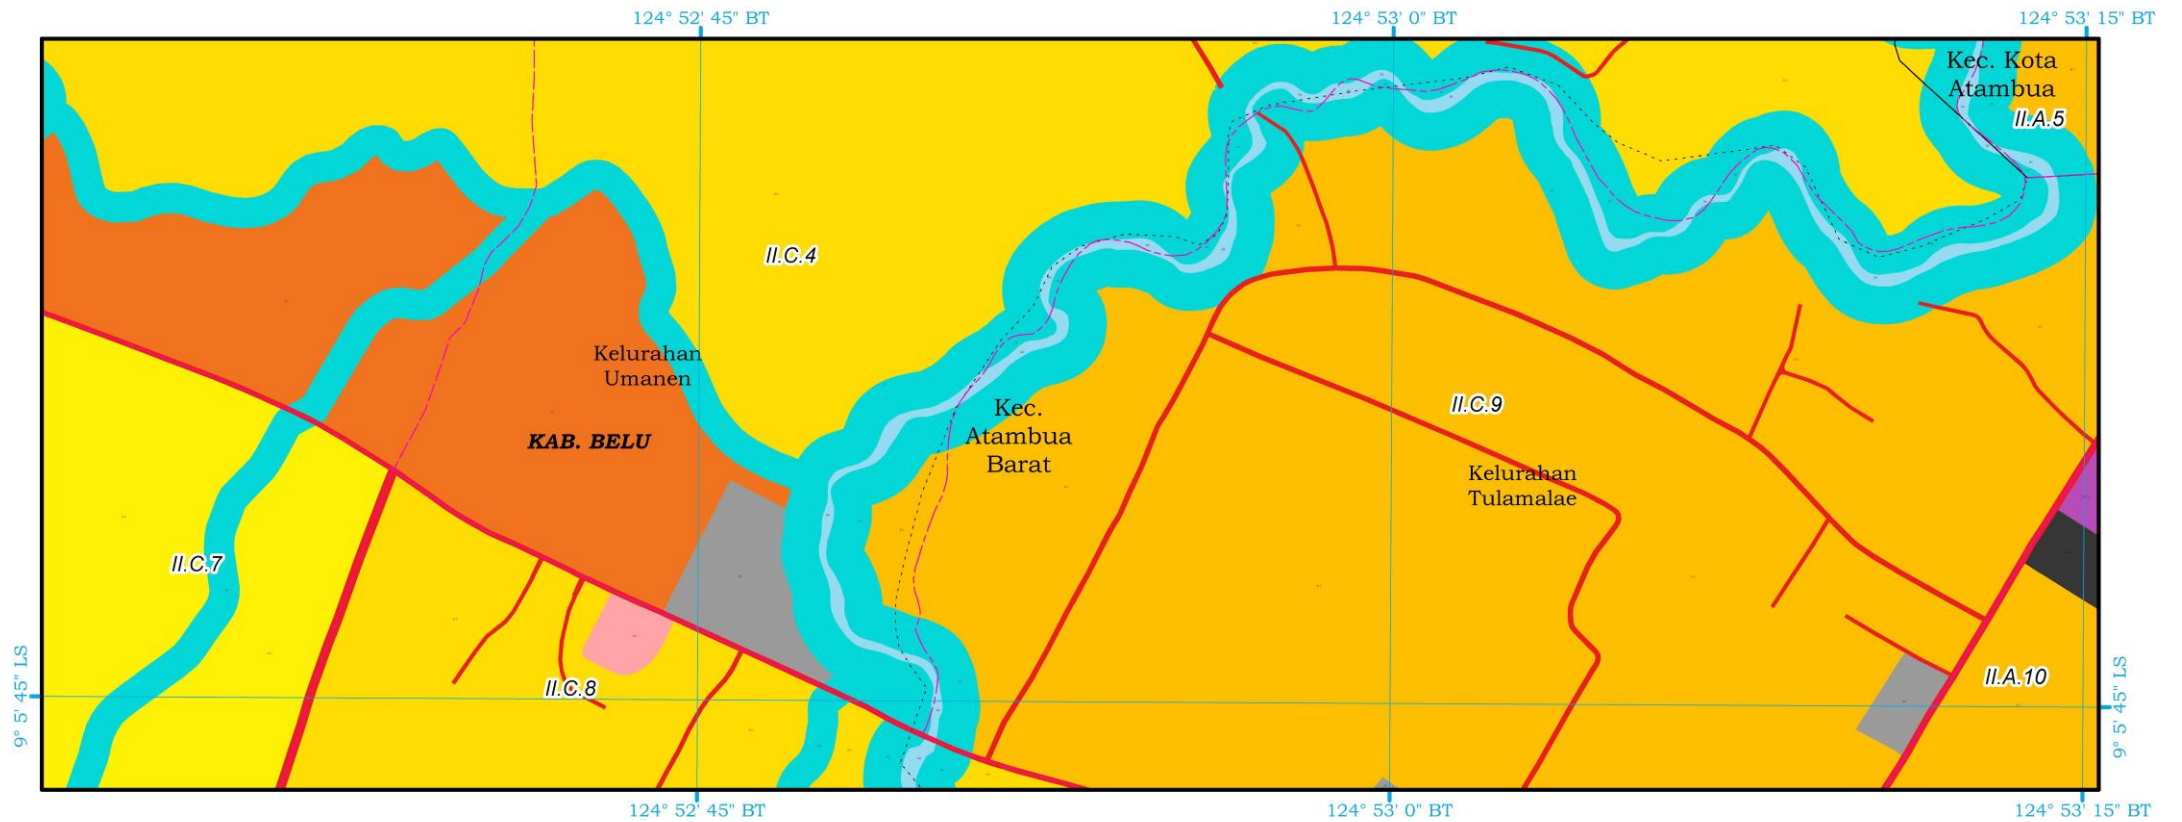 124° 52' 45" BT
124° 53' 0" BT
124° 53' 15" BT
Kec. Kota
Atambua
II.A.5
II.C.4
Kelurahan
Umanen
KAB. BELU
Kec.
Atambua
Barat
II.C.9
Kelurahan
Tulamalae
II.C.7
II.C.8
II.A.10
9° 5' 45" LS
9° 5' 45" LS
124° 52' 45" BT
124° 53' 0" BT
124° 53' 15" BT